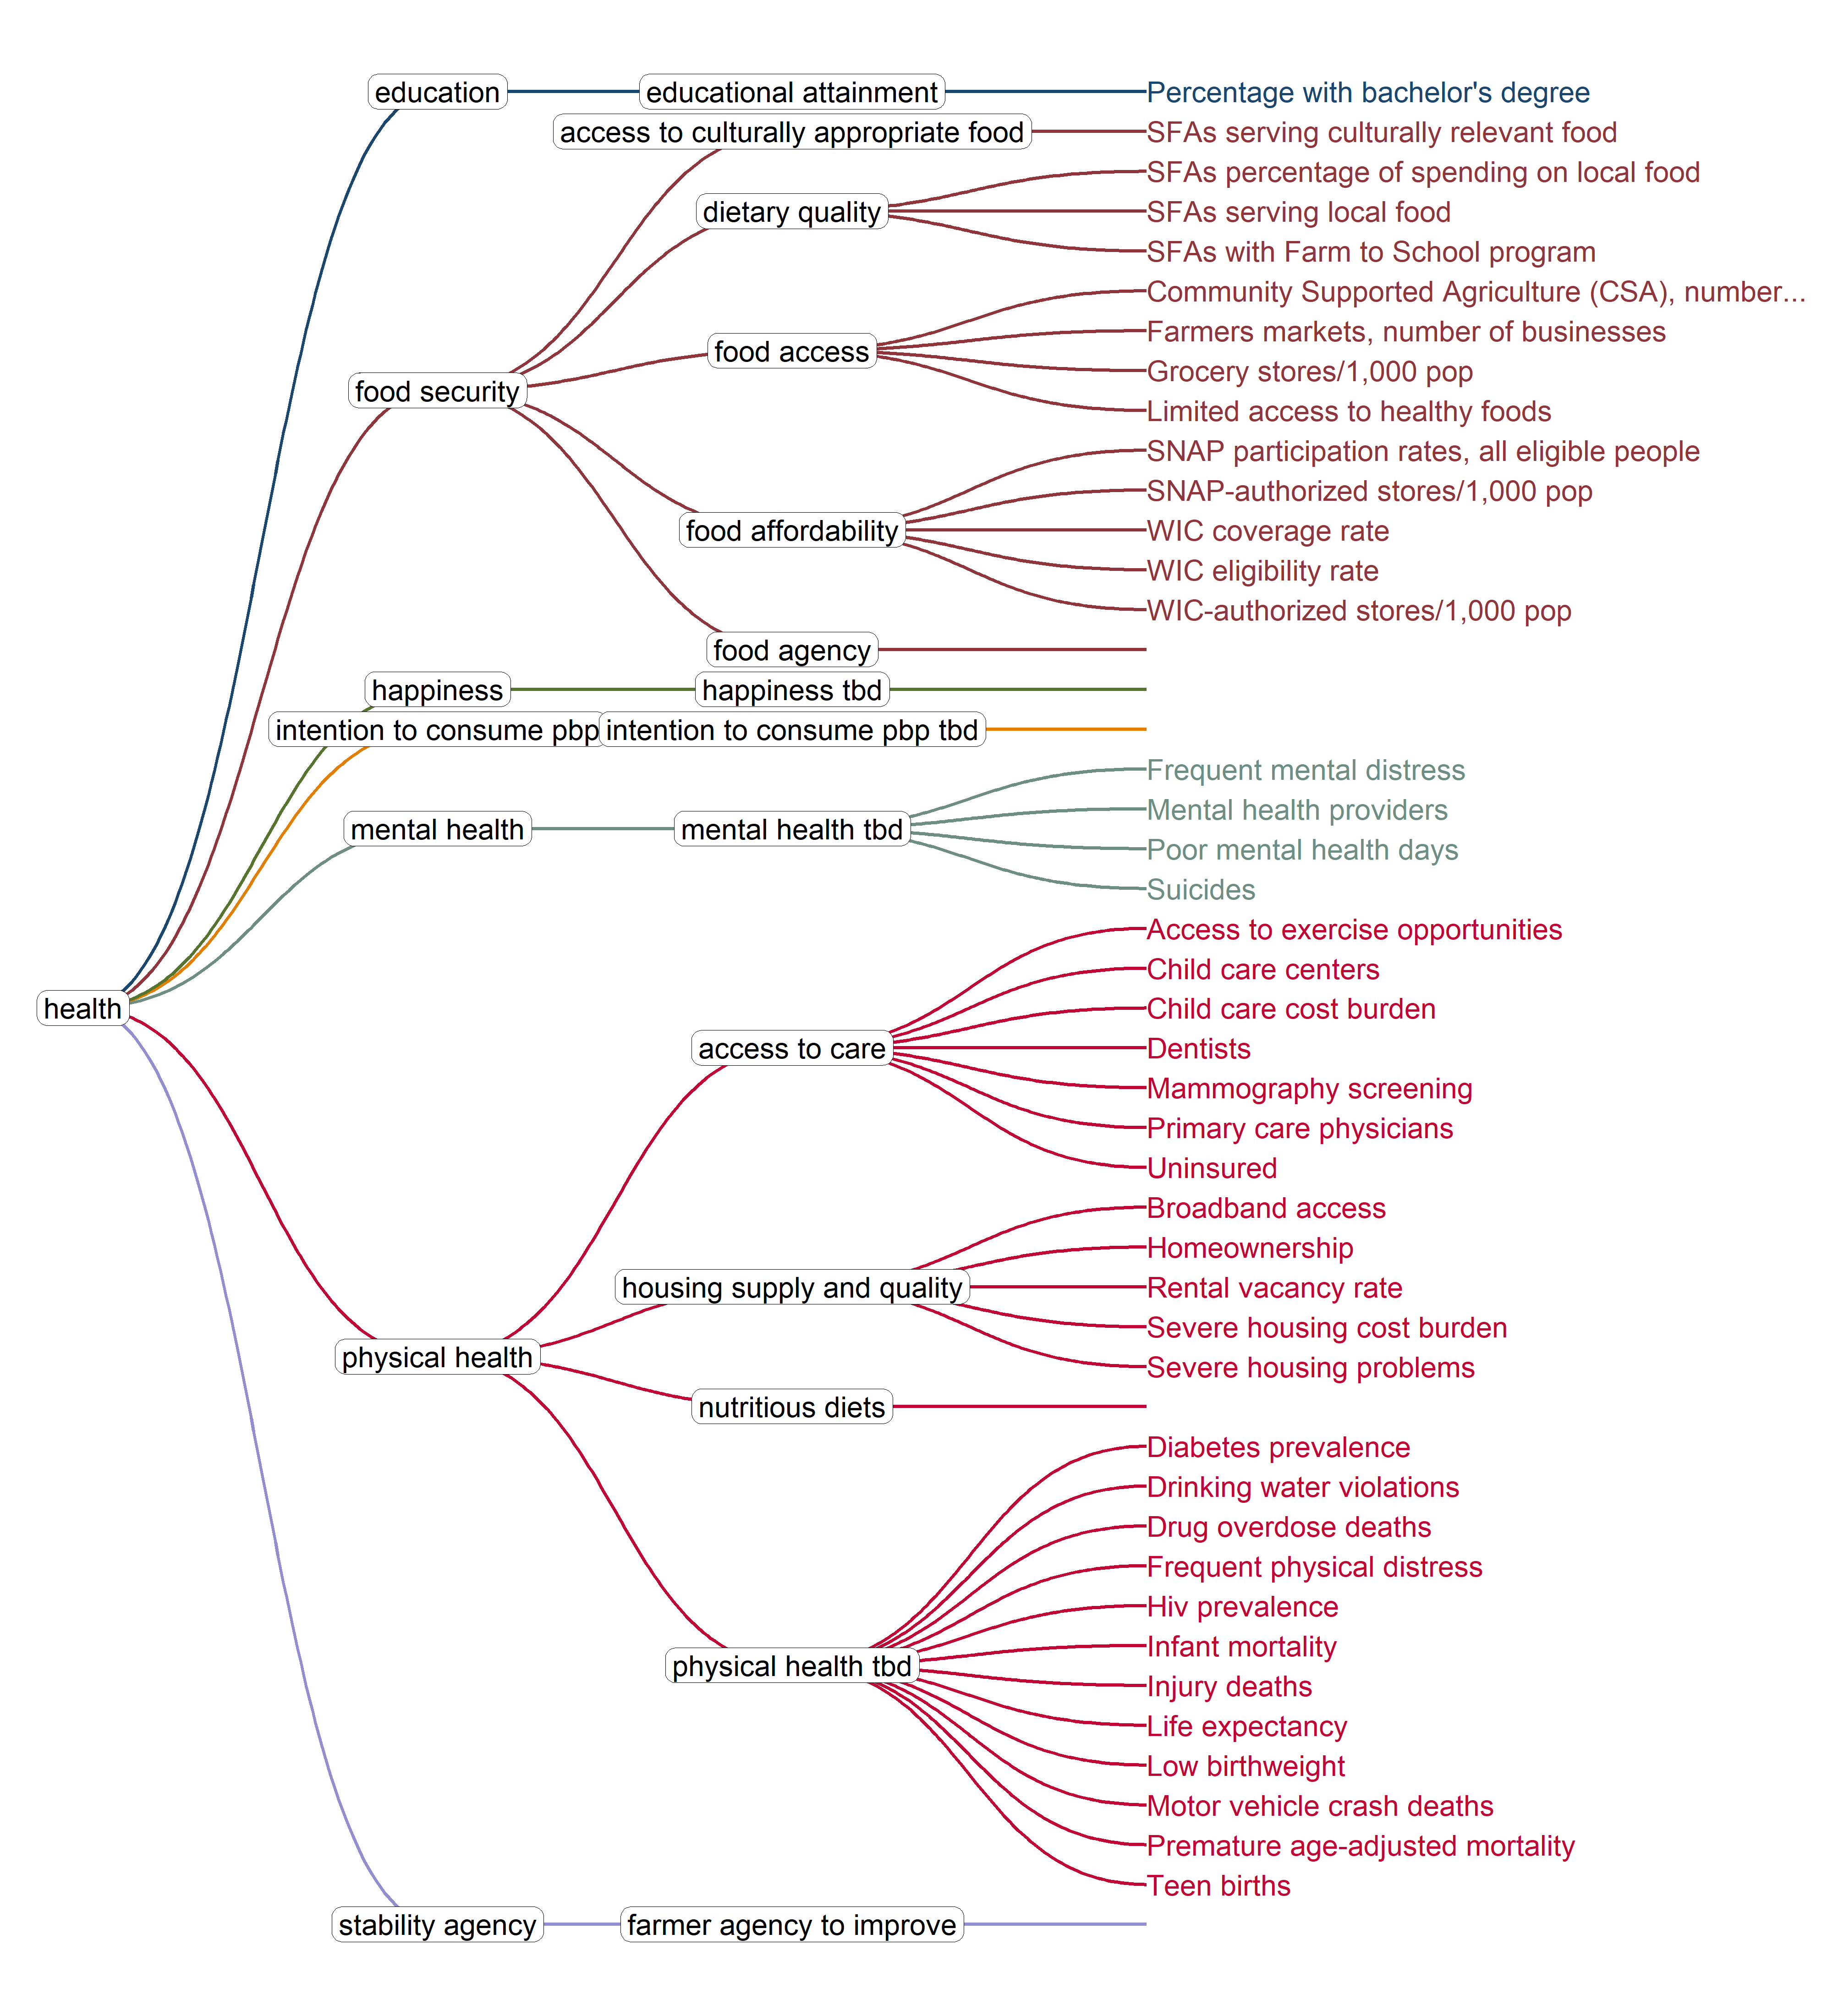 education
educational attainment
Percentage with bachelor's degree
access to culturally appropriate food
SFAs serving culturally relevant food
SFAs percentage of spending on local food
dietary quality
SFAs serving local food
SFAs with Farm to School program
Community Supported Agriculture (CSA), number...
Farmers markets, number of businesses
food access
Grocery stores/1,000 pop
food security
Limited access to healthy foods
SNAP participation rates, all eligible people
SNAP-authorized stores/1,000 pop
food affordability
WIC coverage rate
WIC eligibility rate
WIC-authorized stores/1,000 pop
food agency
happiness
happiness tbd
intention to consume pbp
intention to consume pbp tbd
Frequent mental distress
Mental health providers
mental health
mental health tbd
Poor mental health days
Suicides
Access to exercise opportunities
Child care centers
health
Child care cost burden
access to care
Dentists
Mammography screening
Primary care physicians
Uninsured
Broadband access
Homeownership
housing supply and quality
Rental vacancy rate
Severe housing cost burden
physical health
Severe housing problems
nutritious diets
Diabetes prevalence
Drinking water violations
Drug overdose deaths
Frequent physical distress
Hiv prevalence
Infant mortality
physical health tbd
Injury deaths
Life expectancy
Low birthweight
Motor vehicle crash deaths
Premature age-adjusted mortality
Teen births
stability agency
farmer agency to improve